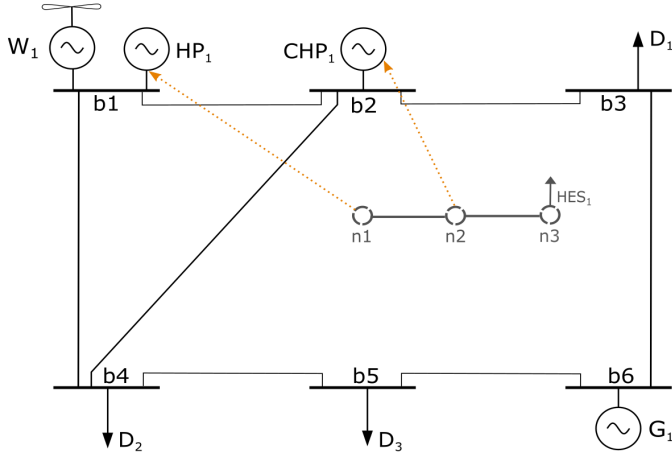 W1 HP1 CHP1 D1
b1 b2 b3
HES1
n1 n2 n3
b4 b5 b6
D2 D3 G1